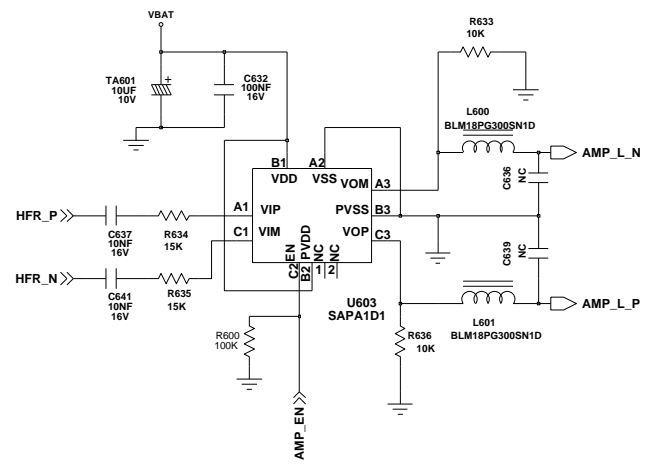 VBAT
R633
10K
TA601
10UF
10V
+
C632
100NF
16V
L600
BLM18PG300SN1D
AMP_L_N
C636
NC
B1
A2
VDD
VSS
VOM
A3
HFR_P
C637
10NF
16V
R634
15K
A1
VIP
PVSS
B3
C1
VIM
VOP
C3
C639
NC
HFR_N
C641
10NF
16V
R635
15K
EN
PVDD
NC
NC
C2
B2
1
2
U603
SAPA1D1
AMP_L_P
L601
BLM18PG300SN1D
R600
100K
R636
10K
AMP_EN